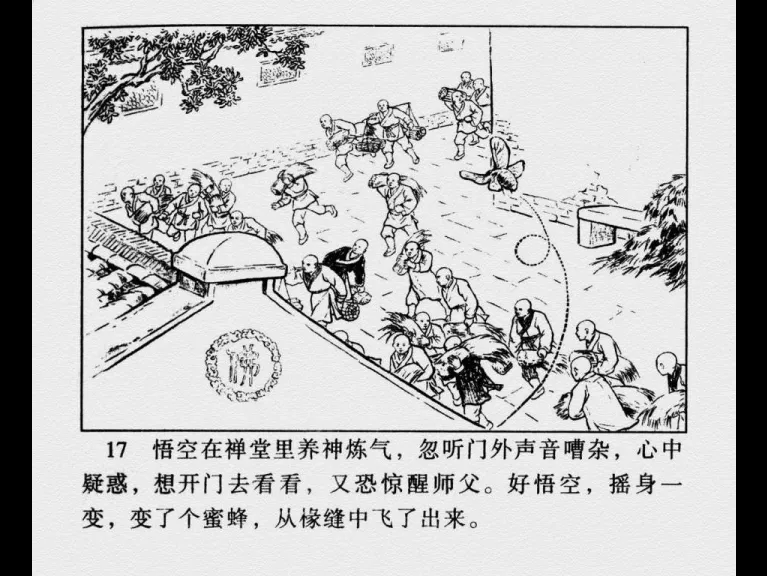 佛
17 悟空在禅堂里养神炼气，忽听门外声音嘈杂，心中
疑惑，想开门去看看，又恐惊醒师父。好悟空，摇身一
变，变了个蜜蜂，从椽缝中飞了出来。